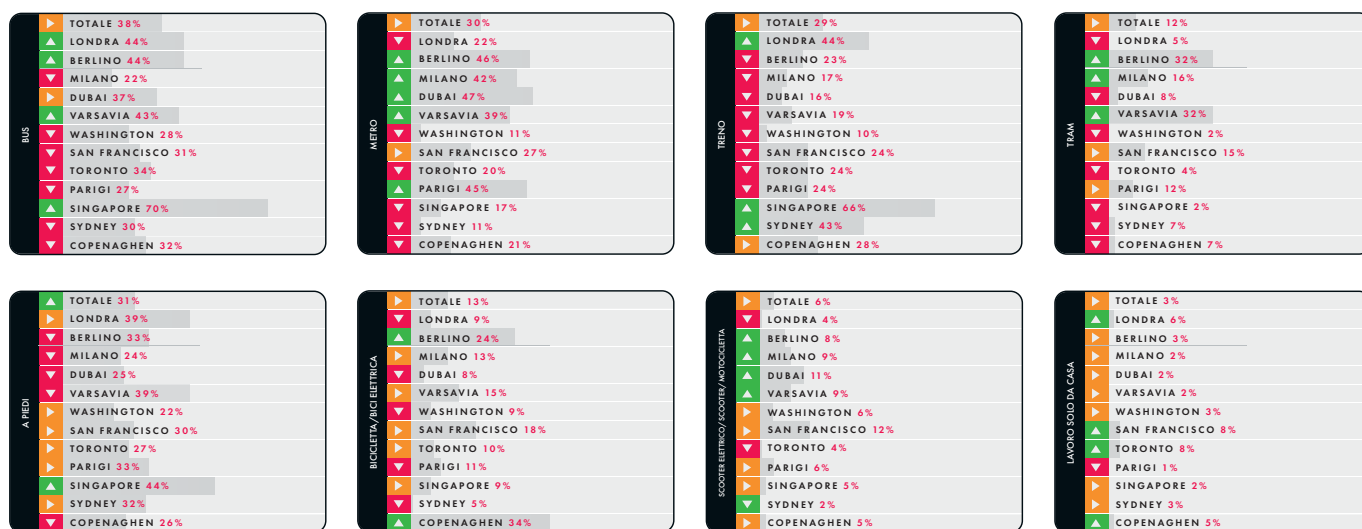 BUS
TOTALE 38%
LONDRA 44%
BERLINO 44%
MILANO 22%
DUBAI 37%
VARSAVIA 43%
WASHINGTON 28%
SAN FRANCISCO 31%
TORONTO 34%
PARIGI 27%
SINGAPORE 70%
SYDNEY 30%
COPENAGHEN 32%
METRO
TOTALE 30%
LONDRA 22%
BERLINO 46%
MILANO 42%
DUBAI 47%
VARSAVIA 39%
WASHINGTON 11%
SAN FRANCISCO 27%
TORONTO 20%
PARIGI 45%
SINGAPORE 17%
SYDNEY 11%
COPENAGHEN 21%
TRENO
TOTALE 29%
LONDRA 44%
BERLINO 23%
MILANO 17%
DUBAI 16%
VARSAVIA 19%
WASHINGTON 10%
SAN FRANCISCO 24%
TORONTO 24%
PARIGI 24%
SINGAPORE 66%
SYDNEY 43%
COPENAGHEN 28%
TRAM
TOTALE 12%
LONDRA 5%
BERLINO 32%
MILANO 16%
DUBAI 8%
VARSAVIA 32%
WASHINGTON 2%
SAN FRANCISCO 15%
TORONTO 4%
PARIGI 12%
SINGAPORE 2%
SYDNEY 7%
COPENAGHEN 7%
A PIEDI
TOTALE 31%
LONDRA 39%
BERLINO 33%
MILANO 24%
DUBAI 25%
VARSAVIA 39%
WASHINGTON 22%
SAN FRANCISCO 30%
TORONTO 27%
PARIGI 33%
SINGAPORE 44%
SYDNEY 32%
COPENAGHEN 26%
BICICLETTA/BICI ELETTRICA
TOTALE 13%
LONDRA 9%
BERLINO 24%
MILANO 13%
DUBAI 8%
VARSAVIA 15%
WASHINGTON 9%
SAN FRANCISCO 18%
TORONTO 10%
PARIGI 11%
SINGAPORE 9%
SYDNEY 5%
COPENAGHEN 34%
SCOOTER ELETTRICO/ SCOOTER/ MOTOCICLETTA
TOTALE 6%
LONDRA 4%
BERLINO 8%
MILANO 9%
DUBAI 11%
VARSAVIA 9%
WASHINGTON 6%
SAN FRANCISCO 12%
TORONTO 4%
PARIGI 6%
SINGAPORE 5%
SYDNEY 2%
COPENAGHEN 5%
LAVORO SOLO DA CASA
TOTALE 3%
LONDRA 6%
BERLINO 3%
MILANO 2%
DUBAI 2%
VARSAVIA 2%
WASHINGTON 3%
SAN FRANCISCO 8%
TORONTO 8%
PARIGI 1%
SINGAPORE 2%
SYDNEY 3%
COPENAGHEN 5%